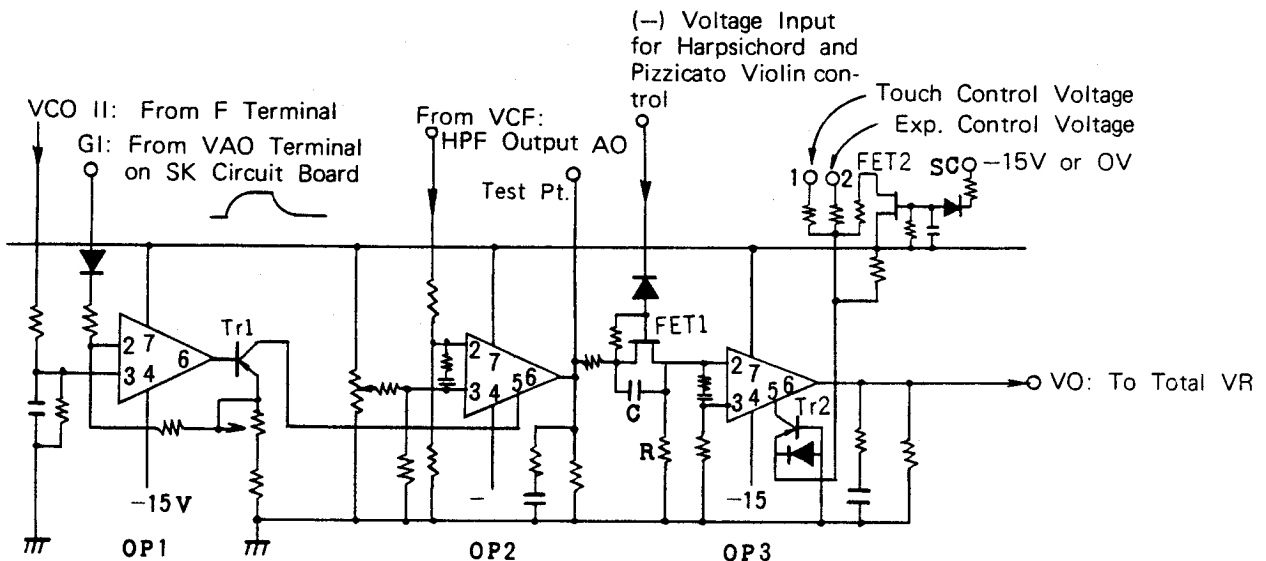 (—) Voltage Input
for Harpsichord and
Pizzicato Violin con-
trol
VCO II: From F Terminal
GI: From VAO Terminal
on SK Circuit Board
From VCF:
HPF Output AO
Test Pt.
Touch Control Voltage
Exp. Control Voltage
FET2
SC
-15V or 0V
1
2
Tr1
FET1
2
7
6
3
4
2
7
3
4
5
6
C
R
2
7
3
4
5
6
Tr2
VO: To Total VR
-15V
-
-15
OP1
OP2
OP3